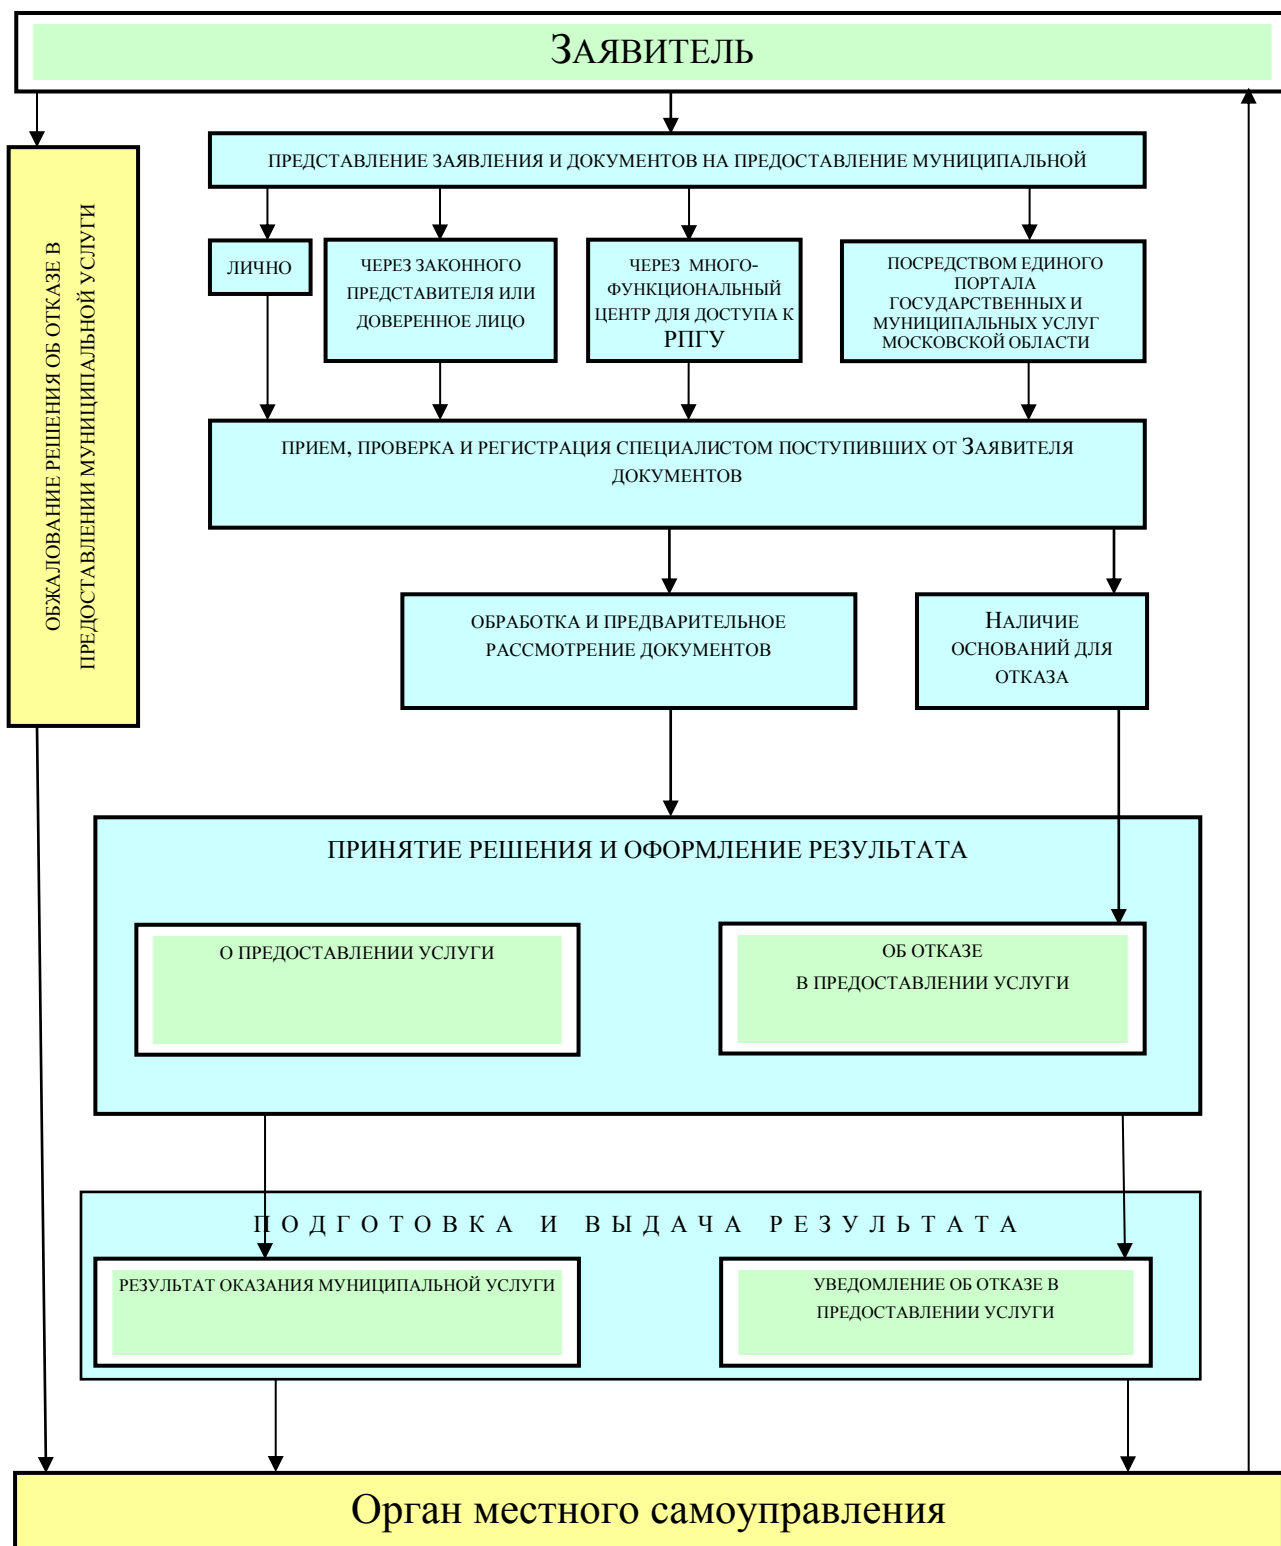 ЗАЯВИТЕЛЬ
ПРЕДСТАВЛЕНИЕ ЗАЯВЛЕНИЯ И ДОКУМЕНТОВ НА ПРЕДОСТАВЛЕНИЕ МУНИЦИПАЛЬНОЙ
ОБЖАЛОВАНИЕ РЕШЕНИЯ ОБ ОТКАЗЕ В
ПРЕДОСТАВЛЕНИИ МУНИЦИПАЛЬНОЙ УСЛУГИ
ЛИЧНО
ЧЕРЕЗ ЗАКОННОГО
ПРЕДСТАВИТЕЛЯ ИЛИ
ДОВЕРЕННОЕ ЛИЦО
ЧЕРЕЗ МНОГО-
ФУНКЦИОНАЛЬНЫЙ
ЦЕНТР ДЛЯ ДОСТУПА К
РПГУ
ПОСРЕДСТВОМ ЕДИНОГО
ПОРТАЛА
ГОСУДАРСТВЕННЫХ И
МУНИЦИПАЛЬНЫХ УСЛУГ
МОСКОВСКОЙ ОБЛАСТИ
ПРИЕМ, ПРОВЕРКА И РЕГИСТРАЦИЯ СПЕЦИАЛИСТОМ ПОСТУПИВШИХ ОТ ЗАЯВИТЕЛЯ
ДОКУМЕНТОВ
ОБРАБОТКА И ПРЕДВАРИТЕЛЬНОЕ
РАССМОТРЕНИЕ ДОКУМЕНТОВ
НАЛИЧИЕ
ОСНОВАНИЙ ДЛЯ
ОТКАЗА
ПРИНЯТИЕ РЕШЕНИЯ И ОФОРМЛЕНИЕ РЕЗУЛЬТАТА
О ПРЕДОСТАВЛЕНИИ УСЛУГИ
ОБ ОТКАЗЕ
В ПРЕДОСТАВЛЕНИИ УСЛУГИ
ПОДГОТОВКА И ВЫДАЧА РЕЗУЛЬТАТА
РЕЗУЛЬТАТ ОКАЗАНИЯ МУНИЦИПАЛЬНОЙ УСЛУГИ
УВЕДОМЛЕНИЕ ОБ ОТКАЗЕ В
ПРЕДОСТАВЛЕНИИ УСЛУГИ
Орган местного самоуправления